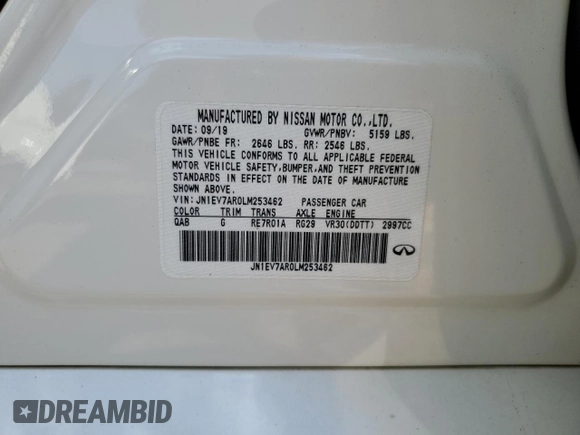 MANUFACTURED BY NISSAN MOTOR CO.,LTD.
DATE: 09/19 GVWR/PNBV: 5159 LBS.
GAWR/PNBE FR: 2646 LBS. RR: 2546 LBS.
THIS VEHICLE CONFORMS TO ALL APPLICABLE FEDERAL
MOTOR VEHICLE SAFETY,BUMPER,AND THEFT PREVENTION
STANDARDS IN EFFECT ON THE DATE OF MANUFACTURE
SHOWN ABOVE.
VIN: JN1EV7AR0LM253462 PASSENGER CAR
COLOR TRIM TRANS AXLE ENGINE
QAB G RE7R01A RG29 VR30(DDTT) 2997CC
JN1EV7AR0LM253462
DREAMBID